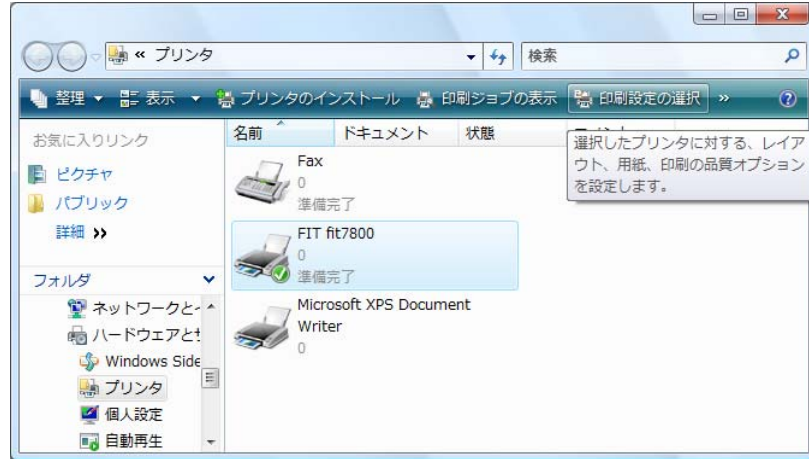 « プリンタ
検索
整理 表示 プリンタのインストール 印刷ジョブの表示 印刷設定の選択 »
お気に入りリンク
ピクチャ
パブリック
詳細 »
フォルダ
ネットワークと
ハードウェアと
Windows Side
プリンタ
個人設定
自動再生
名前 ドキュメント 状態
選択したプリンタに対する、レイア
ウト、用紙、印刷の品質オプション
を設定します。
Fax
0
準備完了
FIT fit7800
0
準備完了
Microsoft XPS Document
Writer
0